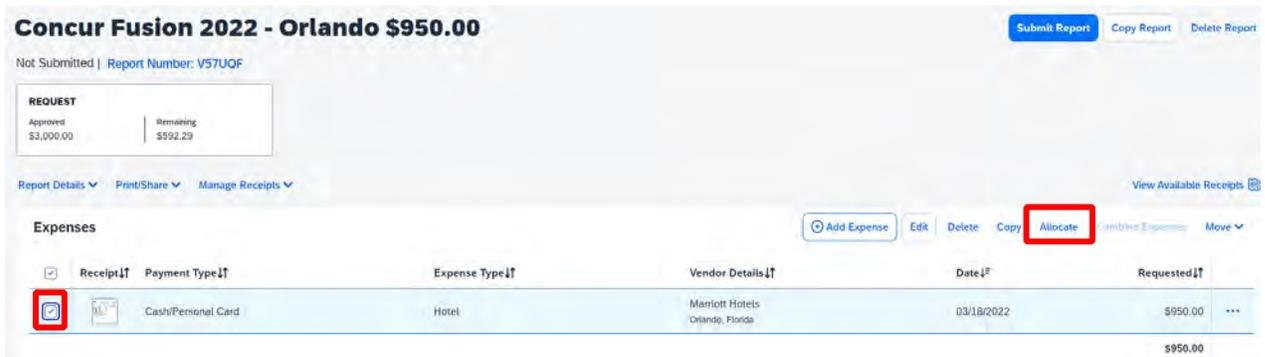 Concur Fusion 2022 - Orlando $950.00
Submit Report Copy Report Delete Report
Not Submitted | Report Number: V57UQF
REQUEST
Approved Remaining
$3,000.00 $592.29
Report Details Print/Share Manage Receipts View Available Receipts
Expenses Add Expense Edit Delete Copy Allocate Combine Expenses Move
Receipt Payment Type Expense Type Vendor Details Date Requested
Cash/Personal Card Hotel Marriott Hotels 03/18/2022 $950.00 ...
Orlando, Florida
$950.00